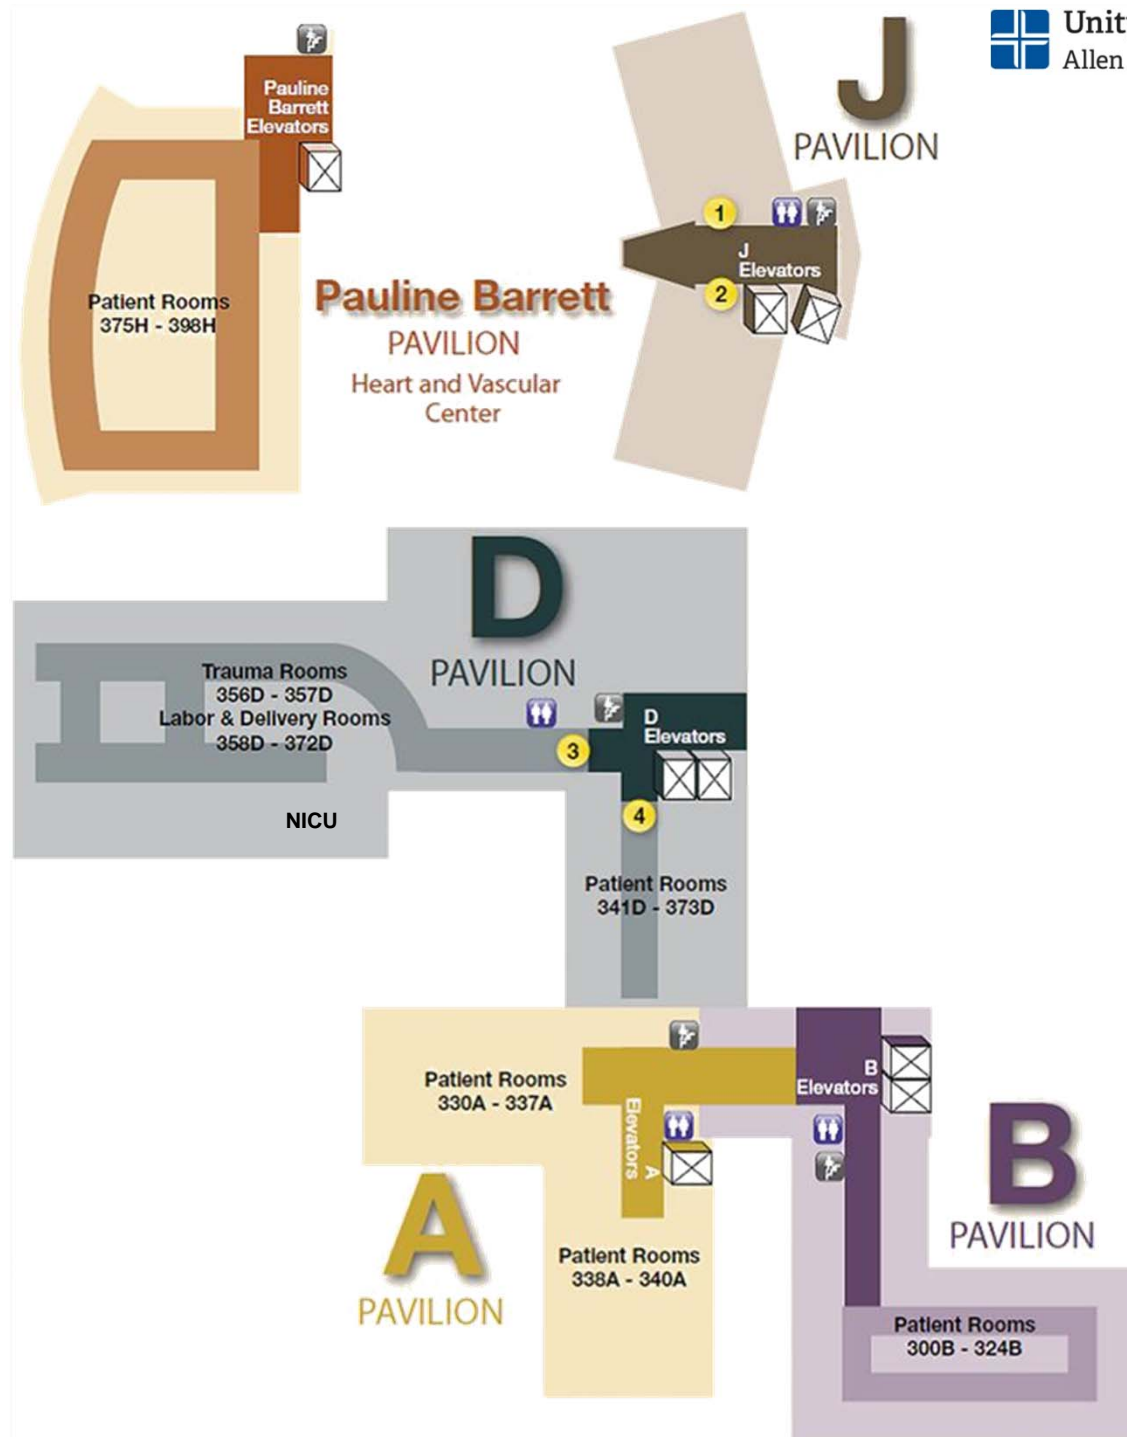 Pauline
Barrett
Elevators
Patient Rooms
375H - 398H
Pauline Barrett
PAVILION
Heart and Vascular
Center
J
PAVILION
Allen
1
J
Elevators
2
D
PAVILION
Trauma Rooms
356D - 357D
Labor & Delivery Rooms
358D - 372D
NICU
3
D
Elevators
4
Patient Rooms
341D - 373D
Patient Rooms
330A - 337A
A
Elevators
A
PAVILION
Patient Rooms
338A - 340A
B
Elevators
B
PAVILION
Patient Rooms
300B - 324B